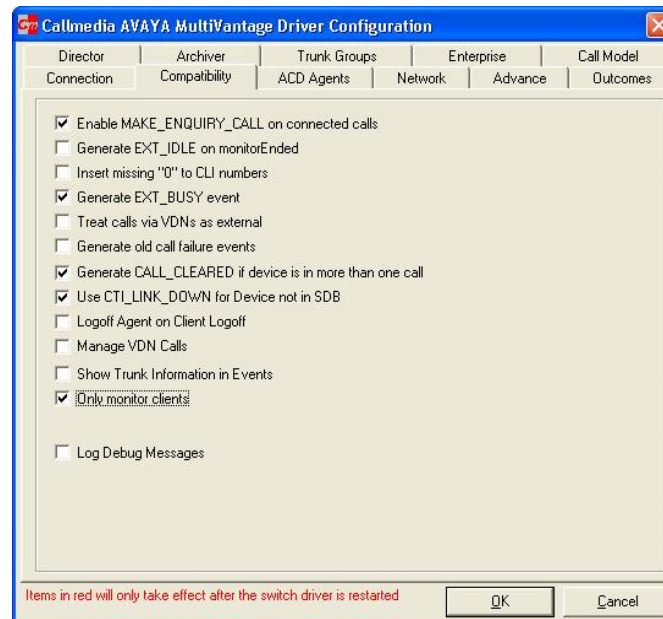 Callmedia AVAYA MultiVantage Driver Configuration
Director Archiver Trunk Groups Enterprise Call Model
Connection Compatibility ACD Agents Network Advance Outcomes
Enable MAKE_ENQUIRY_CALL on connected calls
Generate EXT_IDLE on monitorEnded
Insert missing "0" to CLI numbers
Generate EXT_BUSY event
Treat calls via VDNs as external
Generate old call failure events
Generate CALL_CLEARED if device is in more than one call
Use CTI_LINK_DOWN for Device not in SDB
Logoff Agent on Client Logoff
Manage VDN Calls
Show Trunk Information in Events
Only monitor clients
Log Debug Messages
Items in red will only take effect after the switch driver is restarted
OK Cancel